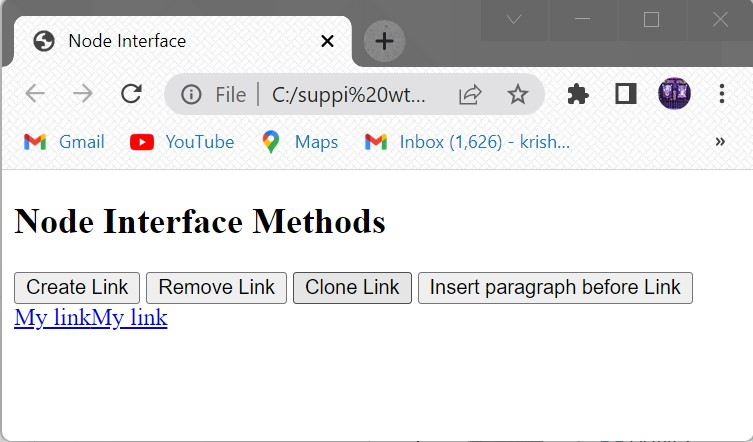 Node Interface
File | C:/suppi%20wt...
Gmail YouTube Maps Inbox (1,626) - krish... »
Node Interface Methods
Create Link Remove Link Clone Link Insert paragraph before Link
My linkMy link